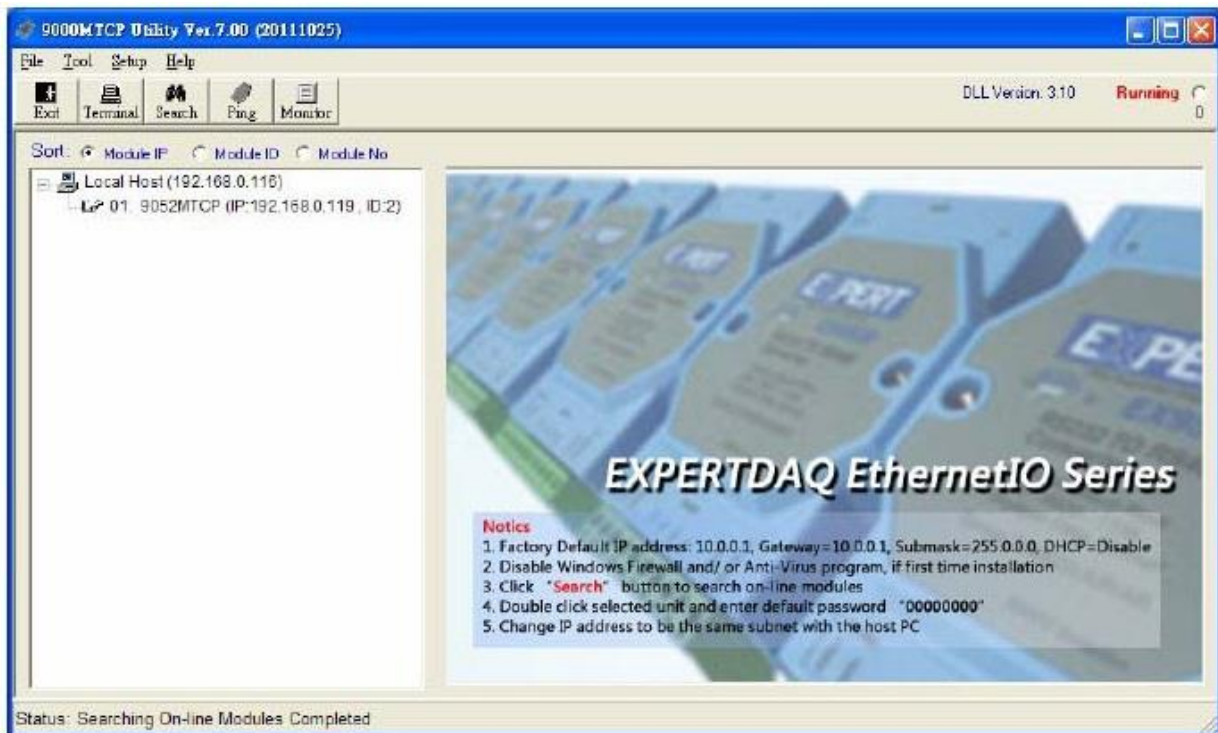 9000MTCP Utility Ver.7.00 (20111025)
File Tool Setup Help
Exit Terminal Search Ping Monitor
DLL Version. 3.10 Running 0
Sort: Module IP Module ID Module No
Local Host (192.168.0.116)
01. 9052MTCP (IP:192.168.0.119 , ID:2)
EXPERT
EXPERT
EXPE
EXPERTDAQ EthernetIO Series
Notics
1. Factory Default IP address: 10.0.0.1, Gateway=10.0.0.1, Submask=255.0.0.0, DHCP=Disable
2. Disable Windows Firewall and/ or Anti-Virus program, if first time installation
3. Click "Search" button to search on-line modules
4. Double click selected unit and enter default password "00000000"
5. Change IP address to be the same subnet with the host PC
Status: Searching On-line Modules Completed